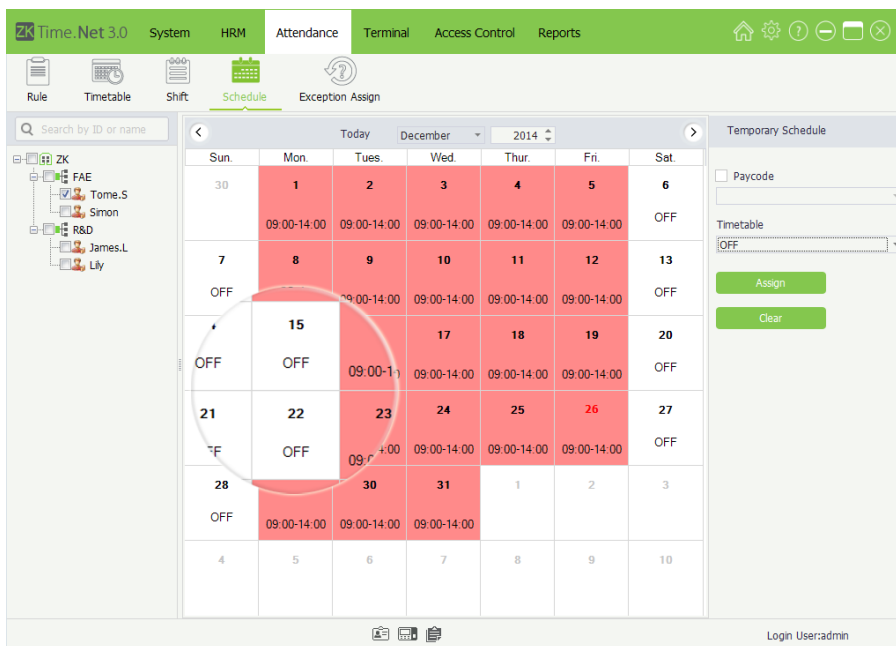 ZKTime.Net 3.0 System HRM Attendance Terminal Access Control Reports
Rule Timetable Shift Schedule Exception Assign
Search by ID or name
ZK
FAE
Tome.S
Simon
R&D
James.L
Lily
Today December 2014
Sun. Mon. Tues. Wed. Thur. Fri. Sat.
30 1 2 3 4 5 6
09:00-14:00 09:00-14:00 09:00-14:00 09:00-14:00 09:00-14:00 OFF
7 8 9 10 11 12 13
OFF 09:00-14:00 09:00-14:00 09:00-14:00 09:00-14:00 OFF
15 17 18 19 20
OFF OFF 09:00-1 09:00-14:00 09:00-14:00 09:00-14:00 OFF
21 22 23 24 25 26 27
OFF 09:00-14:00 09:00-14:00 09:00-14:00 OFF
28 30 31 1 2 3
OFF 09:00-14:00 09:00-14:00 09:00-14:00
4 5 6 7 8 9 10
Temporary Schedule
Paycode
Timetable
OFF
Assign
Clear
Login User:admin